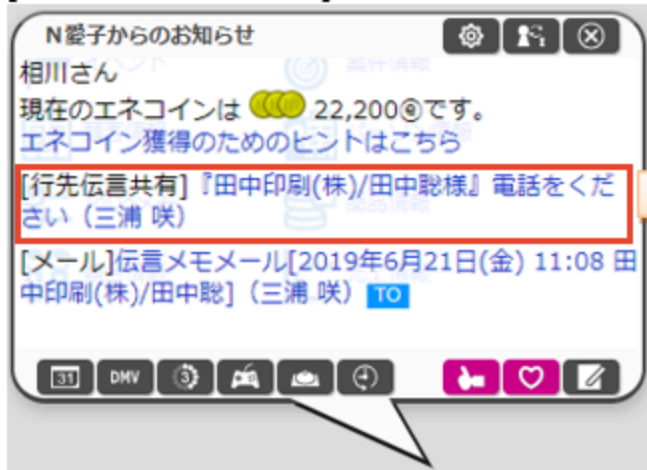 N愛子からのお知らせ
相川さん
現在のエネコインは 22,200ⓔです。
エネコイン獲得のためのヒントはこちら
[行先伝言共有]『田中印刷(株)/田中聡様』電話をくだ
さい（三浦 咲）
[メール]伝言メモメール[2019年6月21日(金) 11:08 田
中印刷(株)/田中聡]（三浦 咲） TO
31 DMV 3